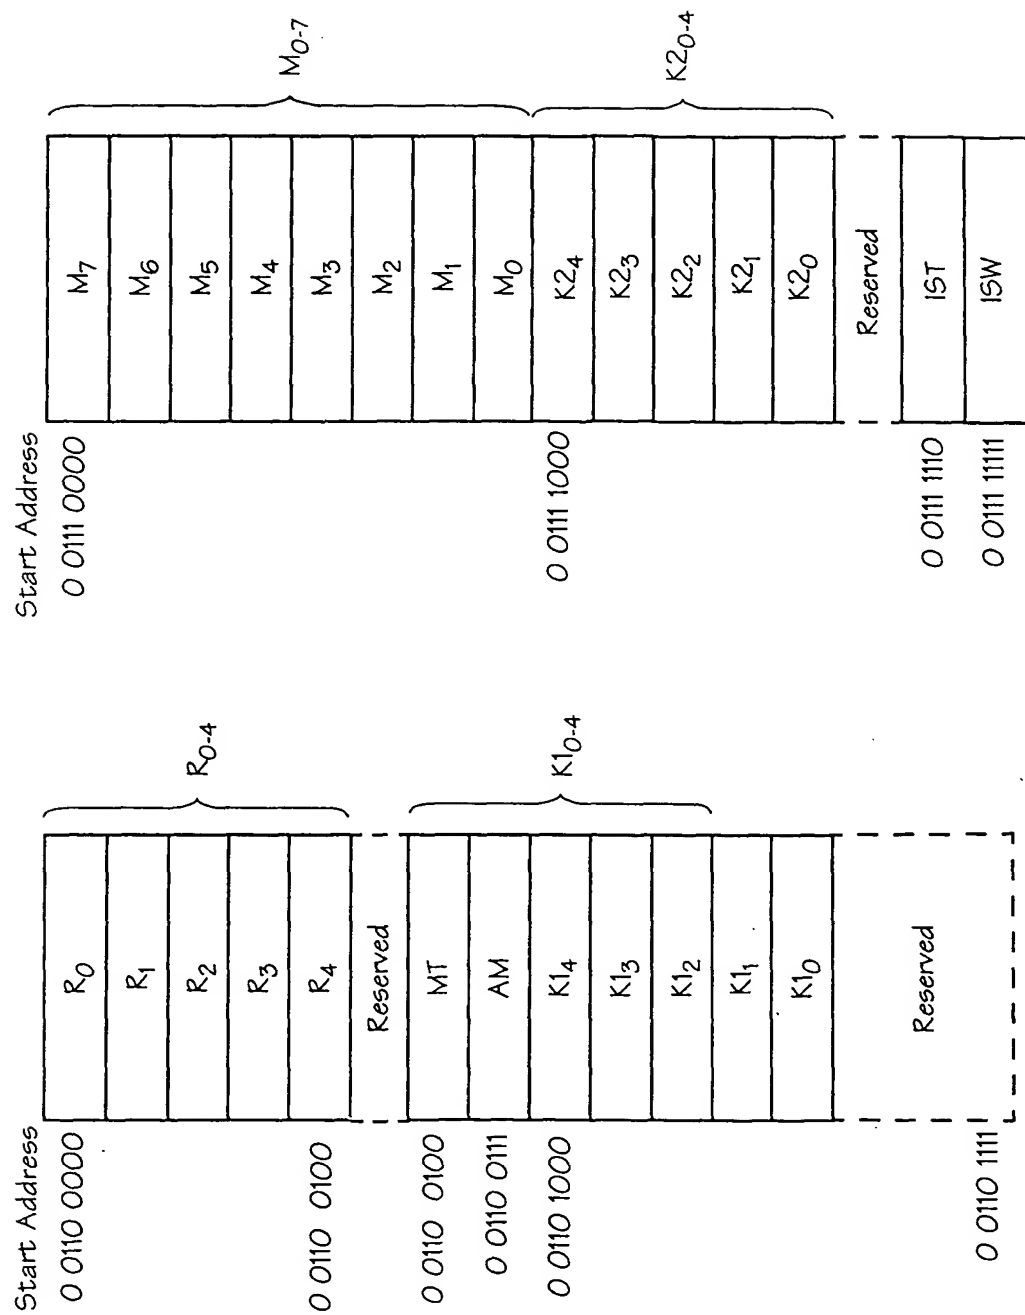 Start Address
0 0110 0000
R0
R1
R2
R3
0 0110 0100
R4
R0-4
Reserved
0 0110 0100
MT
0 0110 0111
AM
0 0110 1000
K14
K13
K12
K11
K10
K10-4
Reserved
0 0110 1111
Start Address
0 0111 0000
M7
M6
M5
M4
M3
M2
M1
M0
M0-7
0 0111 1000
K24
K23
K22
K21
K20
K20-4
Reserved
0 0111 1110
IST
0 0111 11111
ISW